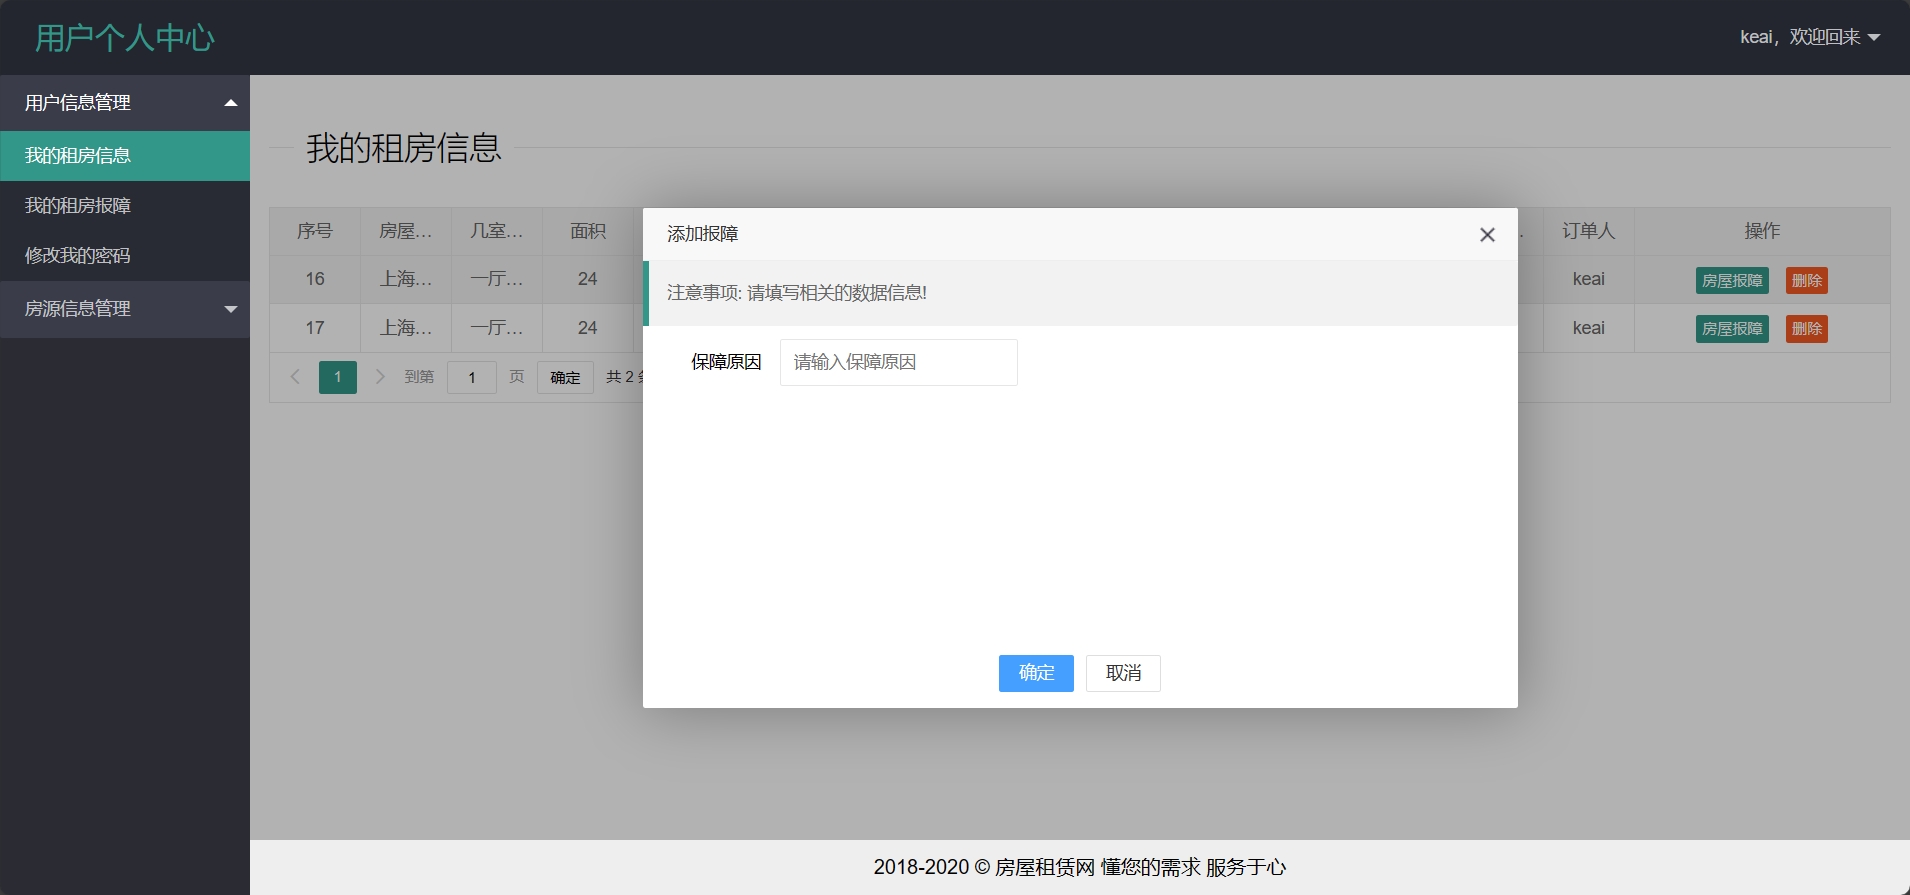 用户个人中心
keai，欢迎回来
用户信息管理
我的租房信息
我的租房报障
修改我的密码
房源信息管理
我的租房信息
序号 房屋... 几室... 面积 订单人 操作
16 上海... 一厅... 24 keai 房屋报障 删除
17 上海... 一厅... 24 keai 房屋报障 删除
1 到第 1 页 确定 共 2
添加报障
注意事项: 请填写相关的数据信息!
保障原因 请输入保障原因
确定 取消
2018-2020 © 房屋租赁网 懂您的需求 服务于心